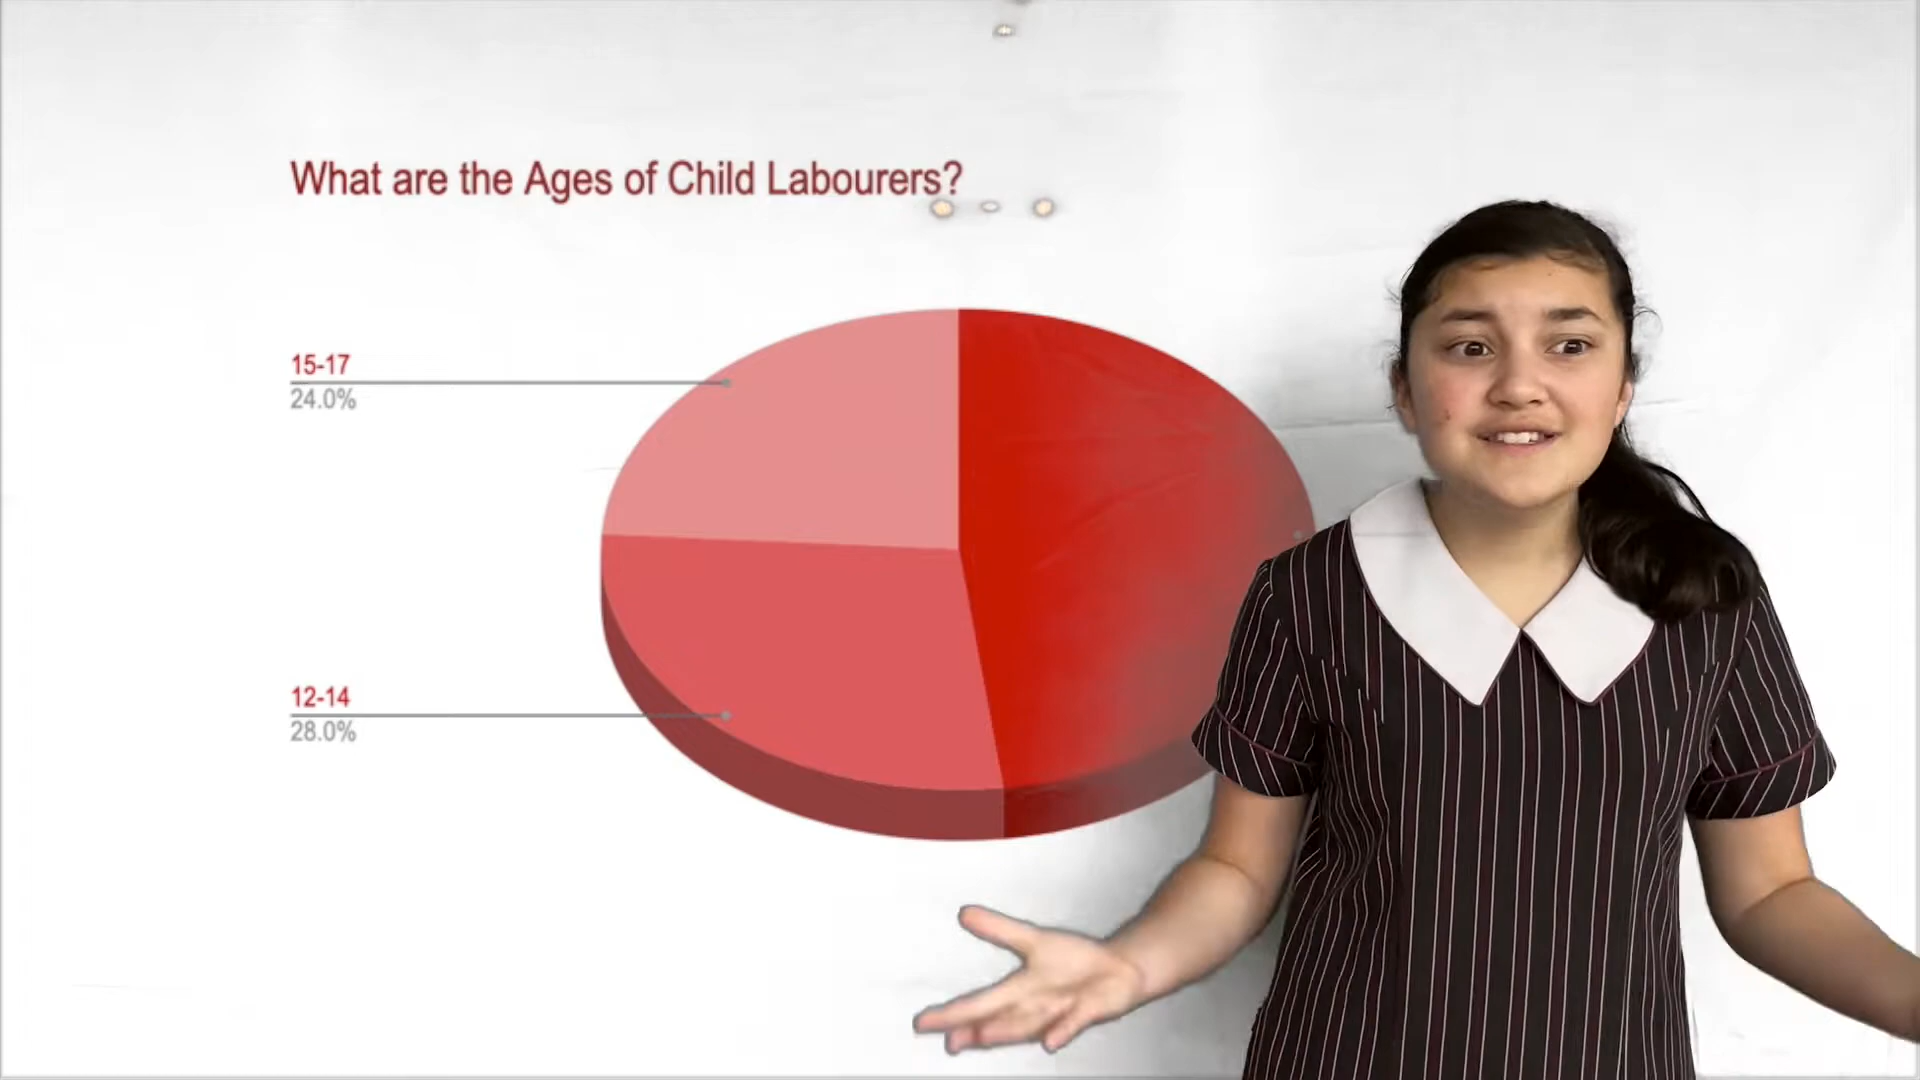 What are the Ages of Child Labourers?
15-17
24.0%
12-14
28.0%